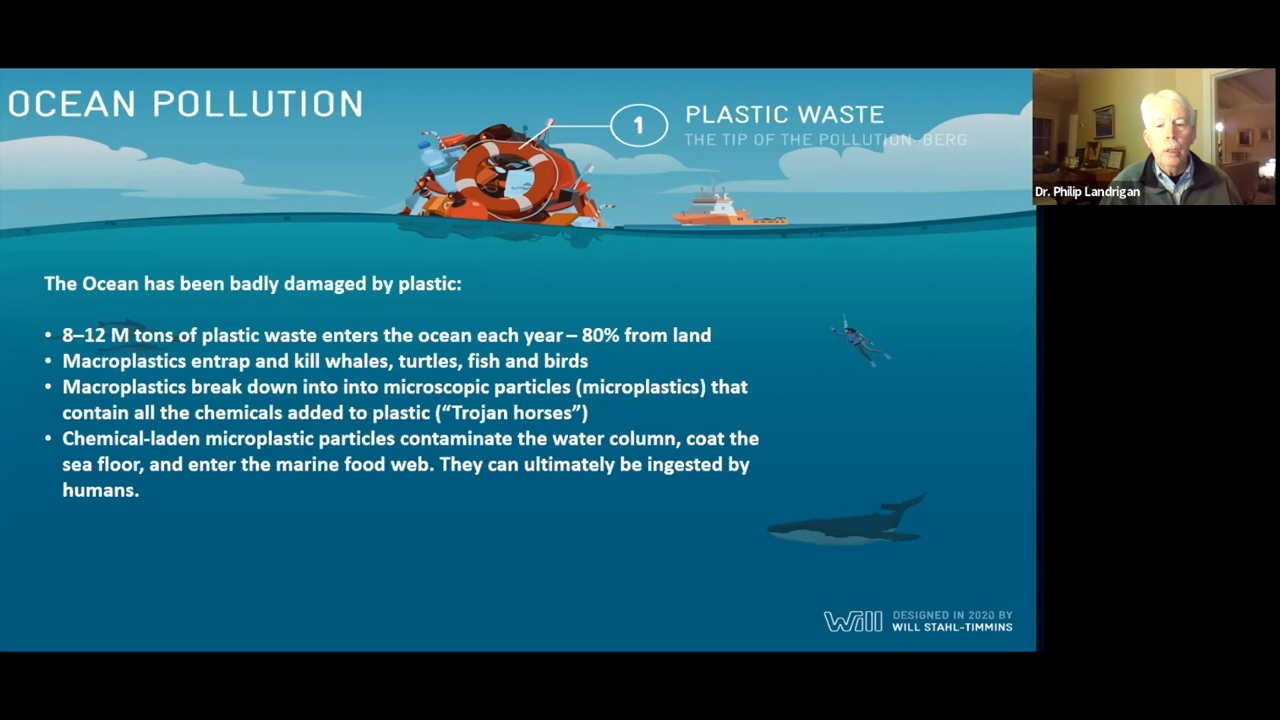 OCEAN POLLUTION
1
PLASTIC WASTE
THE TIP OF THE POLLUTION-BERG
Dr. Philip Landrigan
The Ocean has been badly damaged by plastic:
• 8–12 M tons of plastic waste enters the ocean each year – 80% from land
• Macroplastics entrap and kill whales, turtles, fish and birds
• Macroplastics break down into into microscopic particles (microplastics) that
contain all the chemicals added to plastic (“Trojan horses”)
• Chemical-laden microplastic particles contaminate the water column, coat the
sea floor, and enter the marine food web. They can ultimately be ingested by
humans.
Will
DESIGNED IN 2020 BY
WILL STAHL-TIMMINS